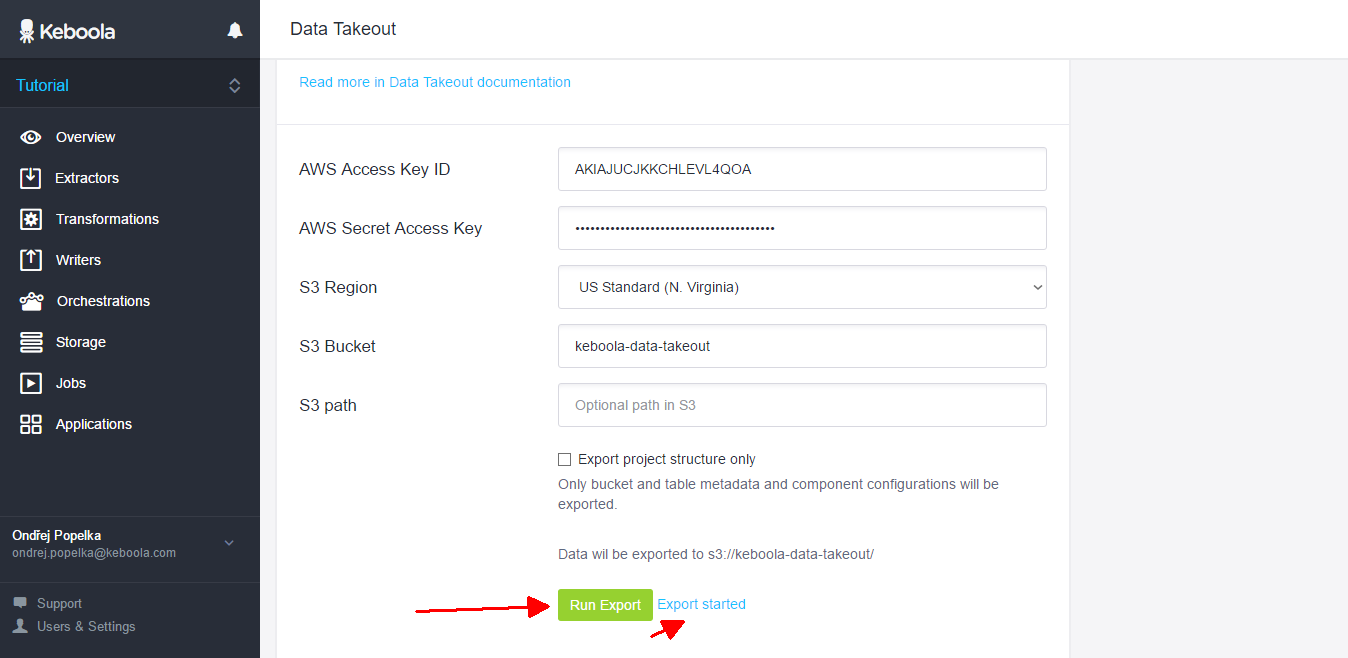 Keboola
Data Takeout
Tutorial
Overview
Extractors
Transformations
Writers
Orchestrations
Storage
Jobs
Applications
Ondřej Popelka
ondrej.popelka@keboola.com
Support
Users & Settings
Read more in Data Takeout documentation
AWS Access Key ID
AKIAJUCJKKCHLEVL4QOA
AWS Secret Access Key
••••••••••••••••••••••••••••••••••••••••
S3 Region
US Standard (N. Virginia)
S3 Bucket
keboola-data-takeout
S3 path
Optional path in S3
Export project structure only
Only bucket and table metadata and component configurations will be
exported.
Data wil be exported to s3://keboola-data-takeout/
Run Export
Export started